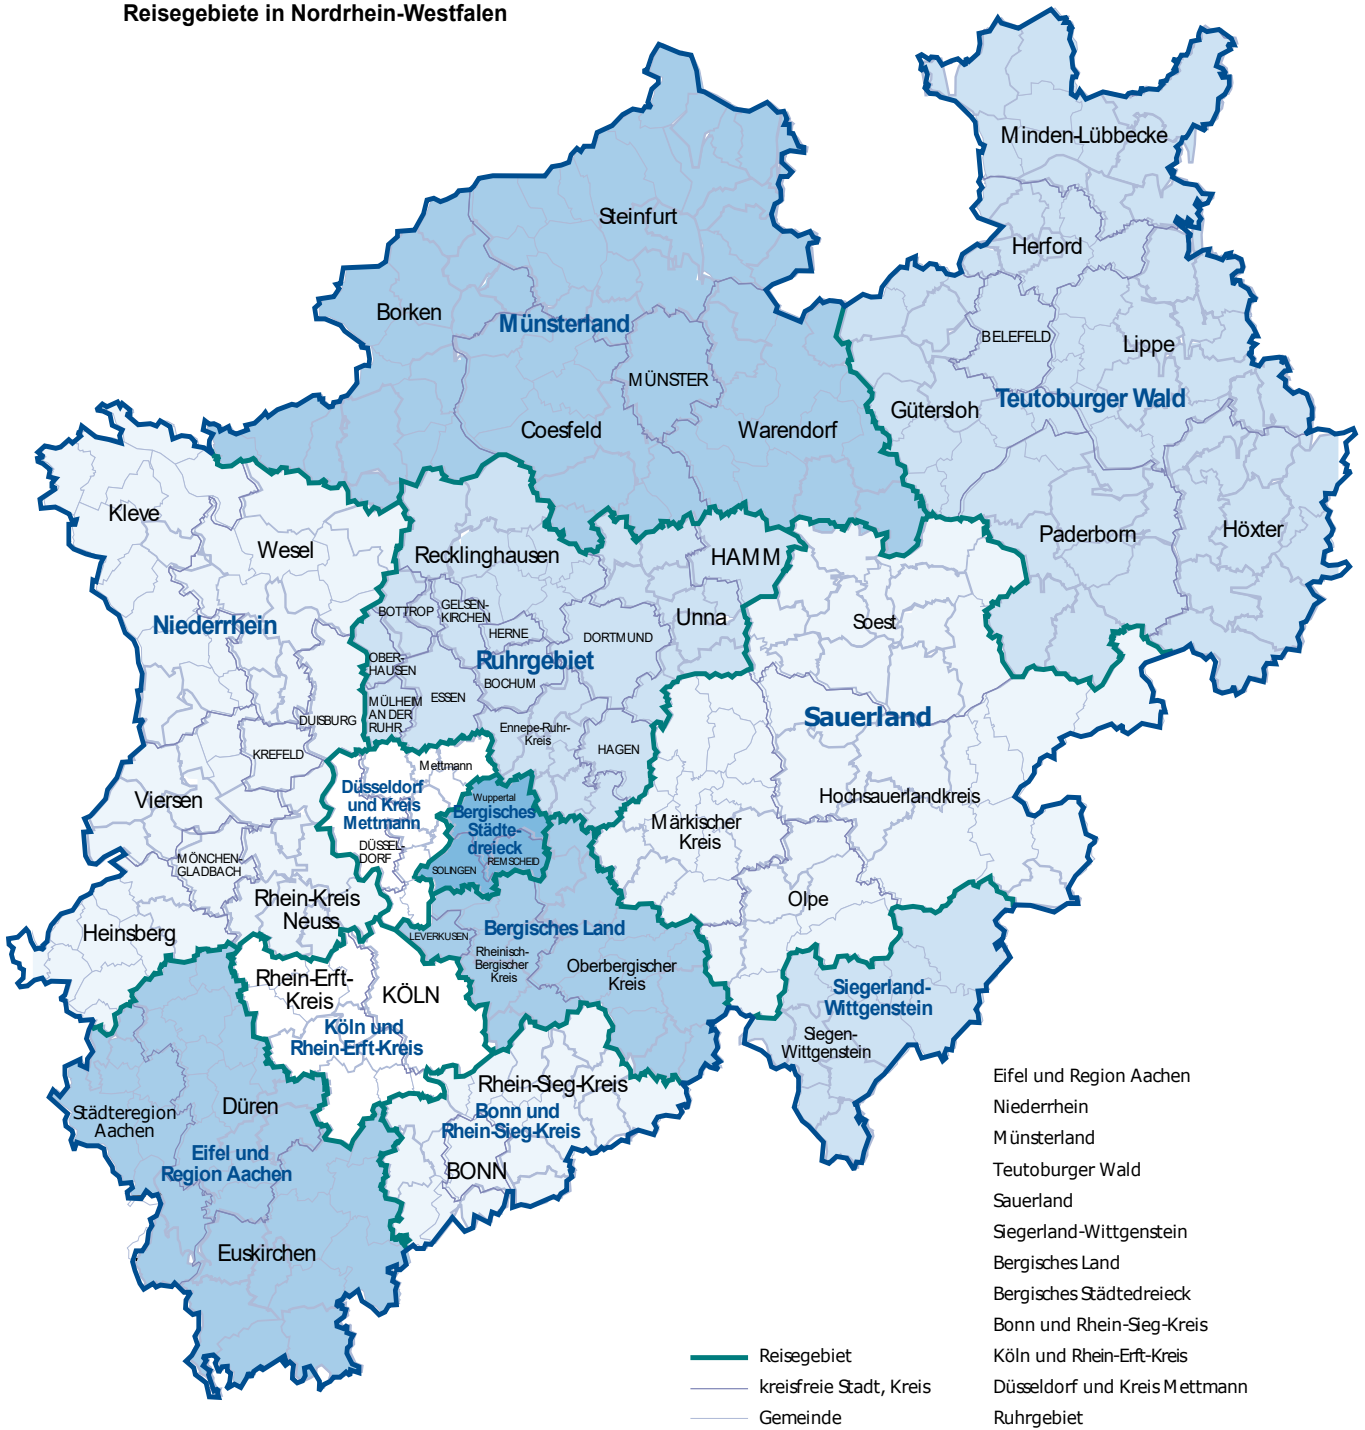 Reisegebiete in Nordrhein-Westfalen
Minden-Lübbecke
Steinfurt
Herford
Borken
Münsterland
BELEFELD
Lippe
MÜNSTER
Teutoburger Wald
Gütersloh
Coesfeld
Warendorf
Kleve
Höxter
Paderborn
Wesel
Recklinghausen
HAMM
BOTTROP
GELSEN-
KIRCHEN
Niederrhein
HERNE
DORTMUND
Unna
Soest
OBER-
HAUSEN
Ruhrgebiet
BOCHUM
MÜLHEIM
AN DER
RUHR
ESSEN
DUISBURG
Sauerland
Ennepe-Ruhr-
Kreis
HAGEN
KREFELD
Mettmann
Düsseldorf
und Kreis
Mettmann
Viersen
Wuppertal
Bergisches
Städte-
dreieck
Hochsauerlandkreis
Märkischer
Kreis
DÜSSEL-
DORF
MÖNCHEN-
GLADBACH
REMSCHEID
SOLINGEN
Rhein-Kreis
Neuss
Olpe
Heinsberg
LEVERKUSEN
Bergisches Land
Rheinisch-
Bergischer
Kreis
Oberbergischer
Kreis
Rhein-Erft-
Kreis
KÖLN
Siegerland-
Wittgenstein
Köln und
Rhein-Erft-Kreis
Siegen-
Wittgenstein
Rhein-Sieg-Kreis
Städteregion
Aachen
Düren
Bonn und
Rhein-Sieg-Kreis
Eifel und
Region Aachen
BONN
Euskirchen
Reisegebiet
kreisfreie Stadt, Kreis
Gemeinde
Eifel und Region Aachen
Niederrhein
Münsterland
Teutoburger Wald
Sauerland
Siegerland-Wittgenstein
Bergisches Land
Bergisches Städtedreieck
Bonn und Rhein-Sieg-Kreis
Köln und Rhein-Erft-Kreis
Düsseldorf und Kreis Mettmann
Ruhrgebiet